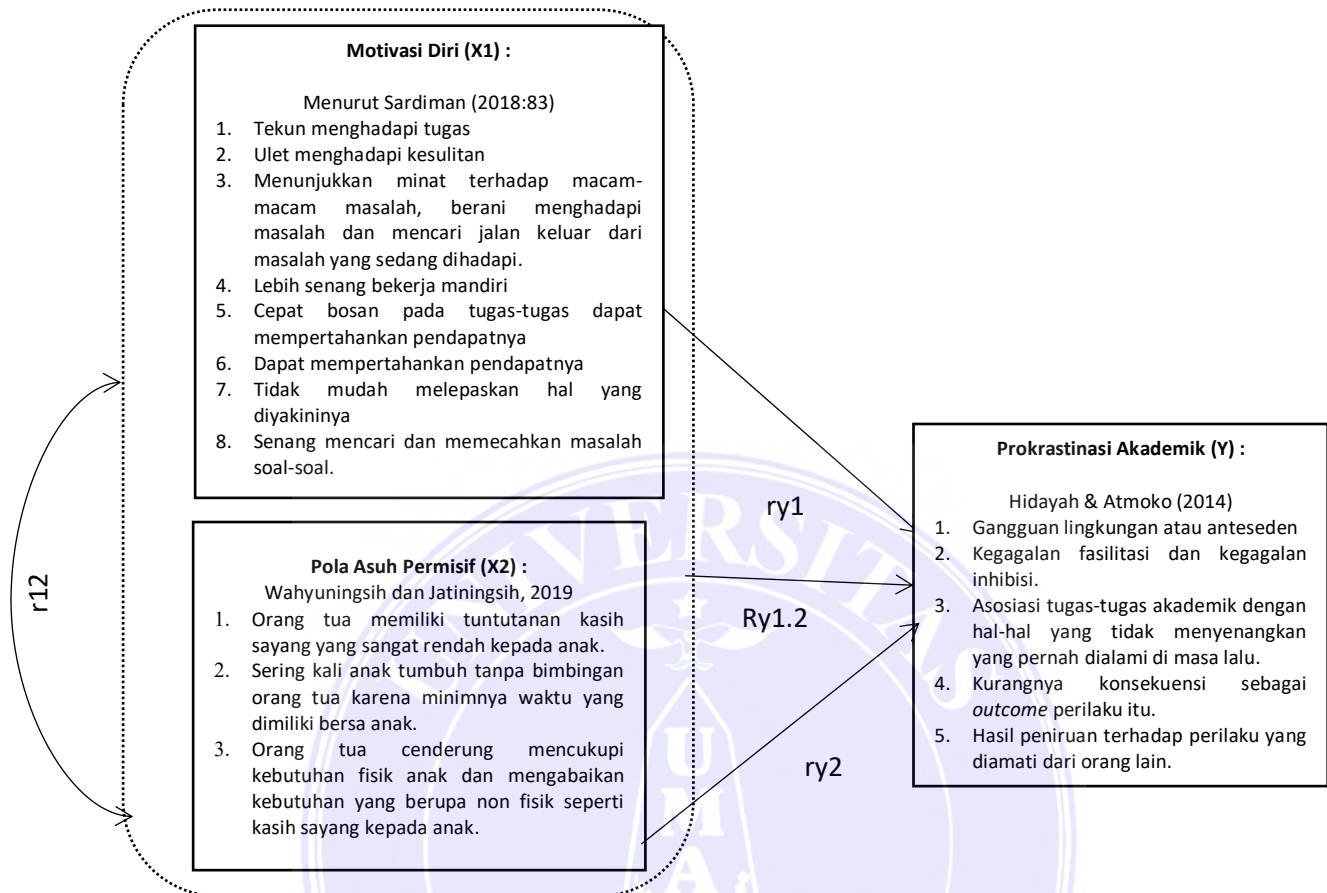 Motivasi Diri (X1) :
Menurut Sardiman (2018:83)
1. Tekun menghadapi tugas
2. Ulet menghadapi kesulitan
3. Menunjukkan minat terhadap macam-
macam masalah, berani menghadapi
masalah dan mencari jalan keluar dari
masalah yang sedang dihadapi.
4. Lebih senang bekerja mandiri
5. Cepat bosan pada tugas-tugas dapat
mempertahankan pendapatnya
6. Dapat mempertahankan pendapatnya
7. Tidak mudah melepaskan hal yang
diyakininya
8. Senang mencari dan memecahkan masalah
soal-soal.
r12
Pola Asuh Permisif (X2) :
Wahyuningsih dan Jatiningsih, 2019
1. Orang tua memiliki tuntutanan kasih
sayang yang sangat rendah kepada anak.
2. Sering kali anak tumbuh tanpa bimbingan
orang tua karena minimnya waktu yang
dimiliki bersa anak.
3. Orang tua cenderung mencukupi
kebutuhan fisik anak dan mengabaikan
kebutuhan yang berupa non fisik seperti
kasih sayang kepada anak.
ry1
Ry1.2
ry2
Prokrastinasi Akademik (Y) :
Hidayah & Atmoko (2014)
1. Gangguan lingkungan atau anteseden
2. Kegagalan fasilitasi dan kegagalan
inhibisi.
3. Asosiasi tugas-tugas akademik dengan
hal-hal yang tidak menyenangkan
yang pernah dialami di masa lalu.
4. Kurangnya konsekuensi sebagai
outcome perilaku itu.
5. Hasil peniruan terhadap perilaku yang
diamati dari orang lain.
UNIVERSITAS
U
M
A